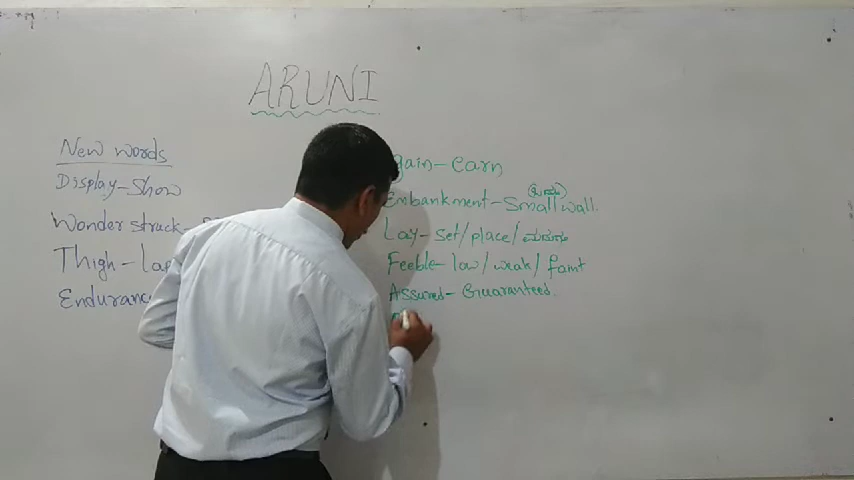 ARUNI
New words
Display-Show
Wonder struck-
Thigh-Lap
Endurance
gain-earn
Embankment-Small wall.
Lay-set/place/
Feeble-low/weak/faint
Assured-Guaranteed.